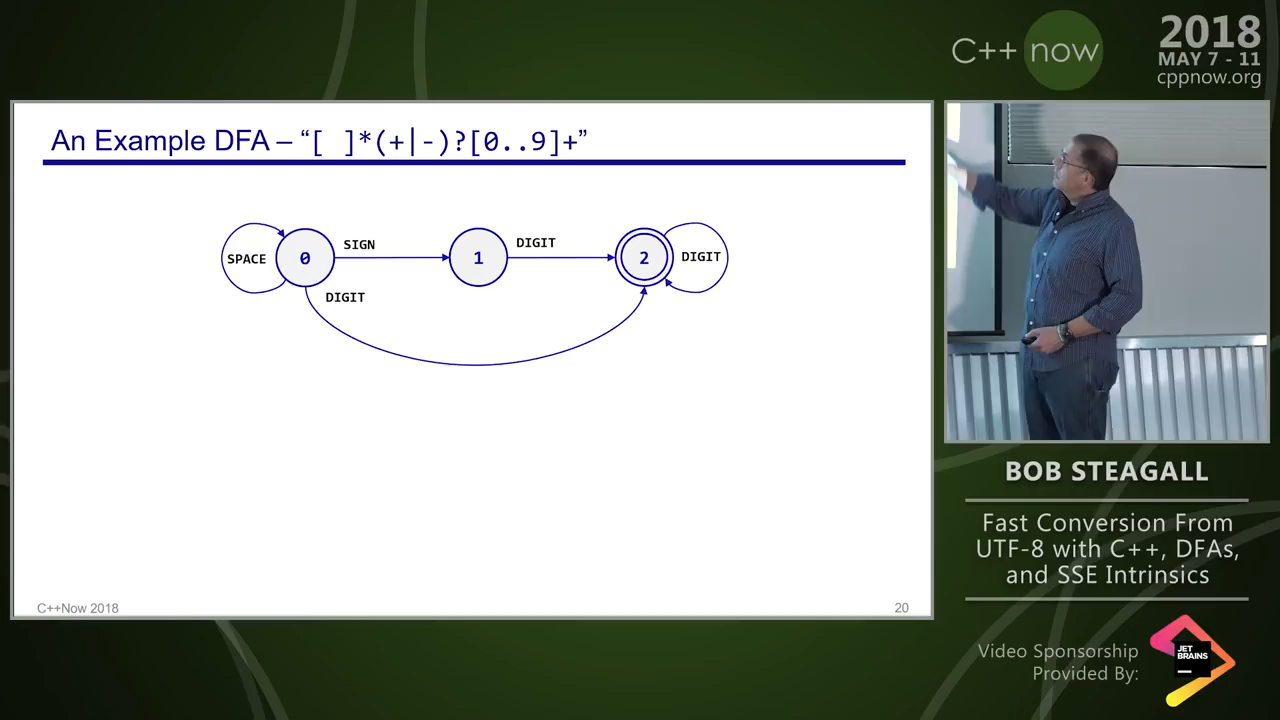 C++ now
2018
MAY 7 - 11
cppnow.org
An Example DFA – “[ ]*(+|-)?[0..9]+”
SPACE
0
SIGN
1
DIGIT
2
DIGIT
DIGIT
C++Now 2018
20
BOB STEAGALL
Fast Conversion From
UTF-8 with C++, DFAs,
and SSE Intrinsics
Video Sponsorship
Provided By:
JET
BRAINS